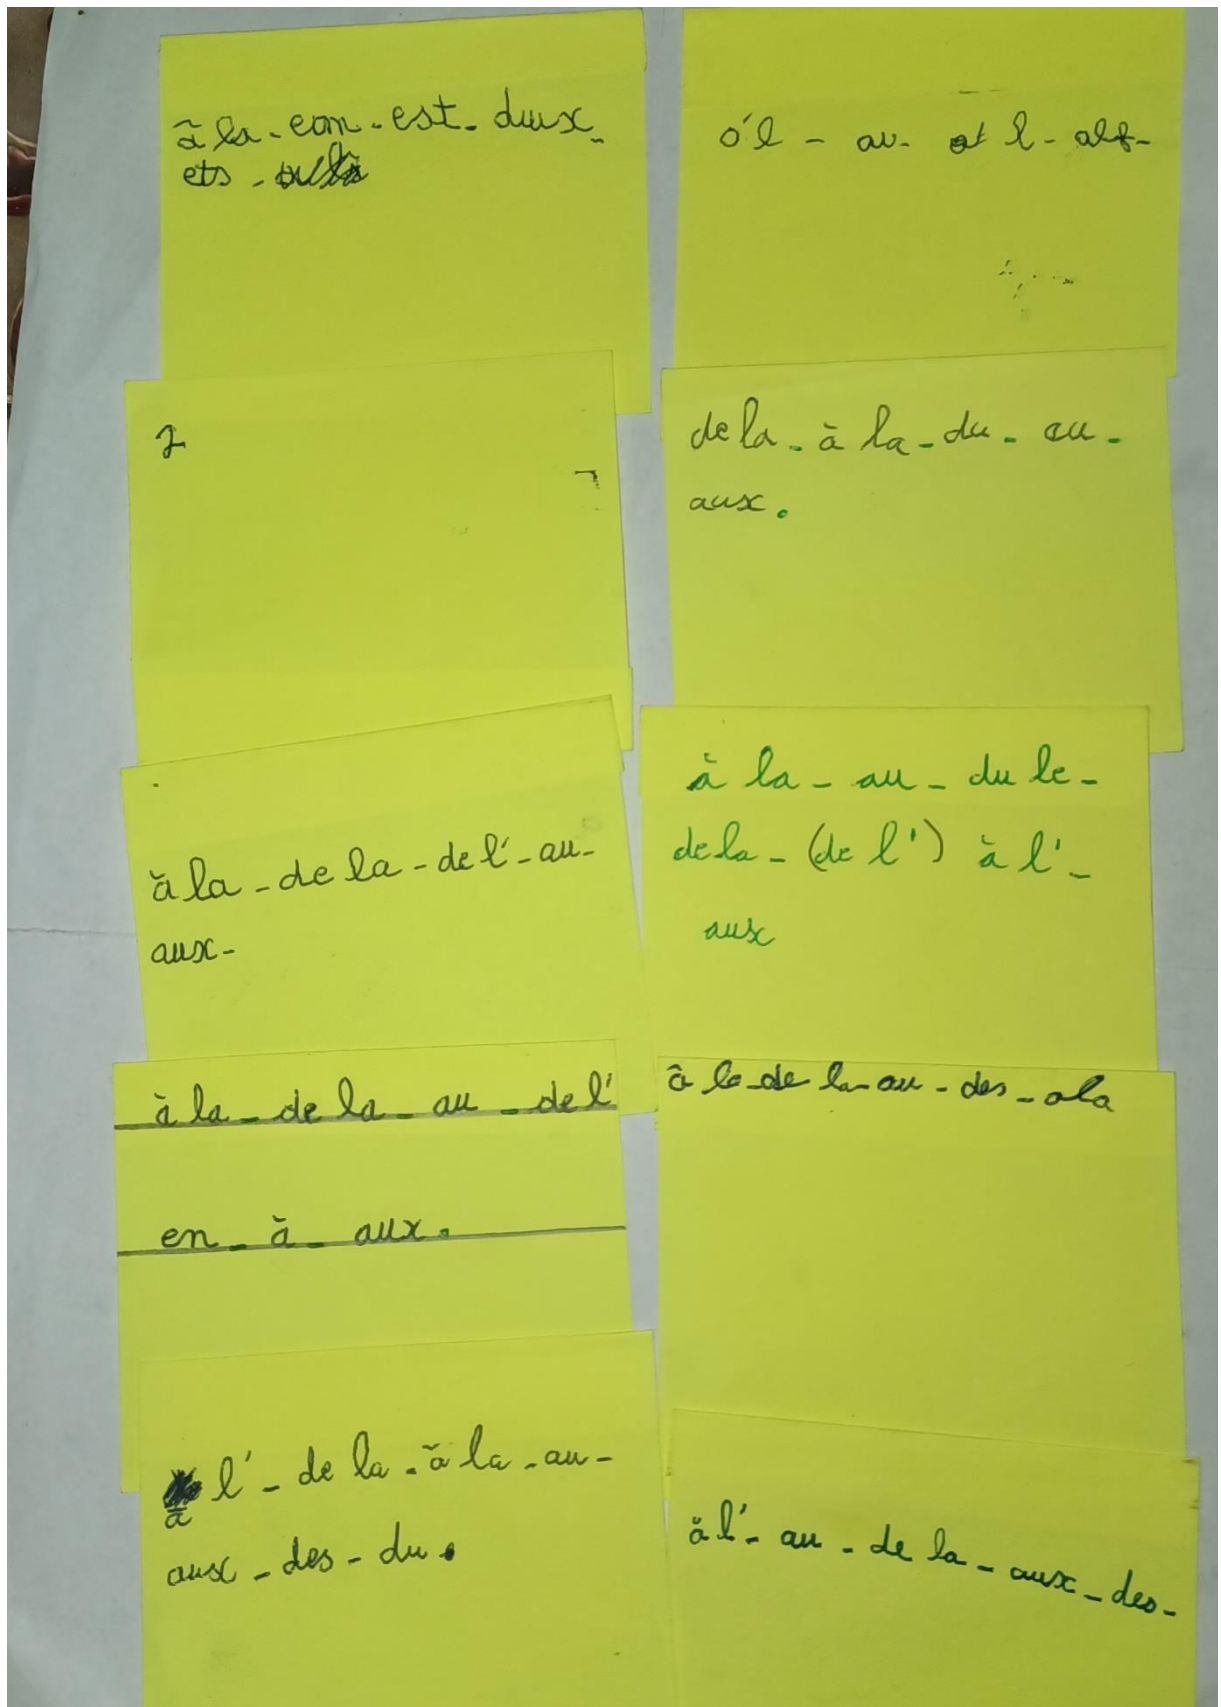 à la - com - est - duux -
ets -
o'l - au - at l - alf -
2
de la - à la - du - au -
aux.
à la - de la - de l' - au -
aux -
à la - au - du le -
de la - (de l') à l' -
aux
à la - de la - au - de l'
en - à - aux.
à la - de la - au - des - ala
l' - de la - à la - au -
à
aux - des - du.
à l' - au - de la - aux - des -